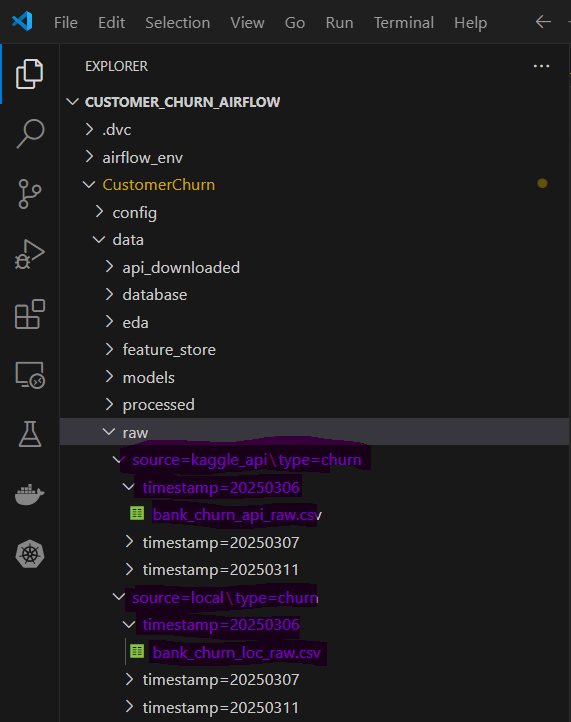 File Edit Selection View Go Run Terminal Help
EXPLORER
CUSTOMER_CHURN_AIRFLOW
.dvc
airflow_env
CustomerChurn
config
data
api_downloaded
database
eda
feature_store
models
processed
raw
source=kaggle_api\type=churn
timestamp=20250306
bank_churn_api_raw.csv
timestamp=20250307
timestamp=20250311
source=local\type=churn
timestamp=20250306
bank_churn_loc_raw.csv
timestamp=20250307
timestamp=20250311